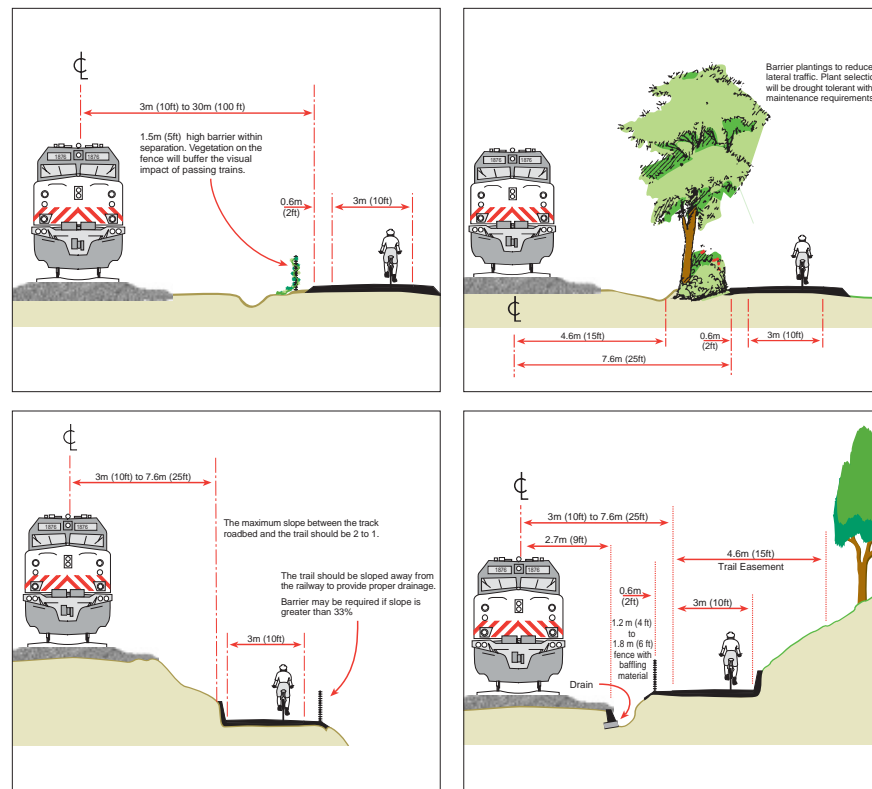 ℄
3m (10ft) to 30m (100 ft)
1.5m (5ft) high barrier within
separation. Vegetation on the
fence will buffer the visual
impact of passing trains.
0.6m
(2ft)
3m (10ft)
1876 1876
Barrier plantings to reduce
lateral traffic. Plant
will be drought tolerant with
maintenance requirements
1876 1876
℄
4.6m (15ft)
0.6m
(2ft)
3m (10ft)
7.6m (25ft)
℄
3m (10ft) to 7.6m (25ft)
1876 1876
The maximum slope between the track
roadbed and the trail should be 2 to 1.
The trail should be sloped away from
the railway to provide proper drainage.
Barrier may be required if slope is
greater than 33%
3m (10ft)
℄
3m (10ft) to 7.6m (25ft)
2.7m (9ft)
4.6m (15ft)
Trail Easement
1876 1876
0.6m
(2ft)
3m (10ft)
1.2 m (4 ft)
to
1.8 m (6 ft)
fence with
baffling
material
Drain